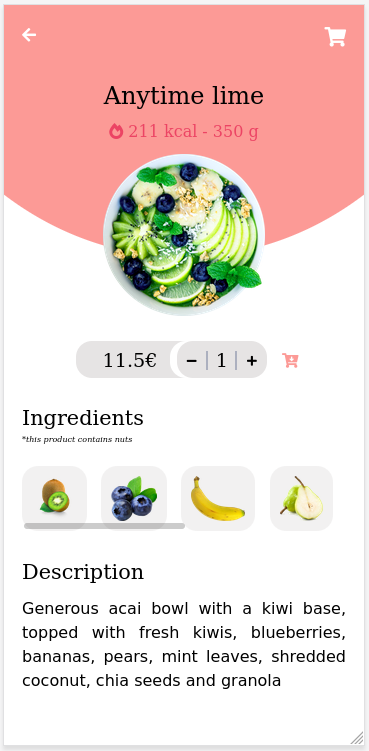 Anytime lime
211 kcal - 350 g
11.5€ − 1 +
Ingredients
*this product contains nuts
Description
Generous acai bowl with a kiwi base,
topped with fresh kiwis, blueberries,
bananas, pears, mint leaves, shredded
coconut, chia seeds and granola